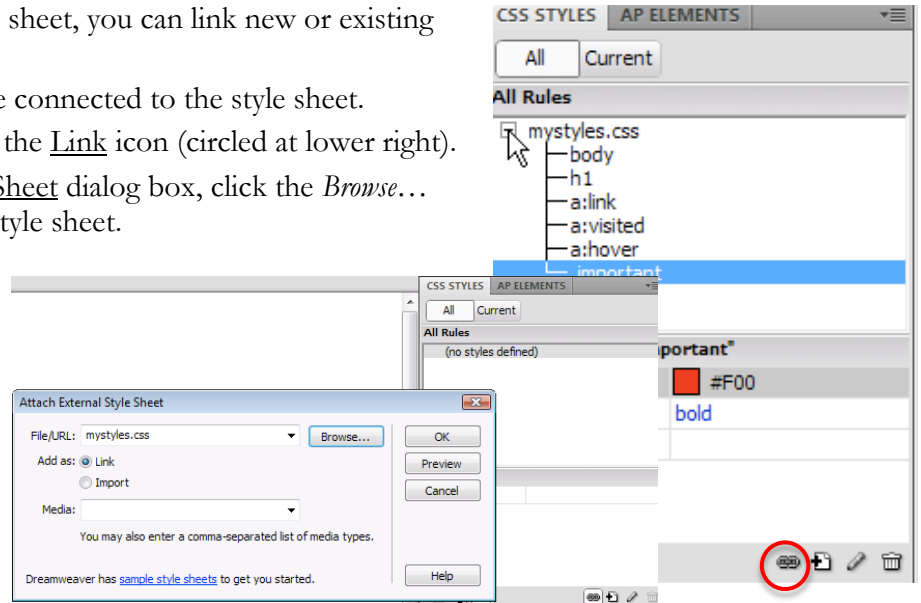 sheet, you can link new or existing
connected to the style sheet.
the Link icon (circled at lower right).
Sheet dialog box, click the Browse…
style sheet.
CSS STYLES AP ELEMENTS
All Current
All Rules
mystyles.css
body
h1
a:link
a:visited
a:hover
.important
portant"
#F00
bold
CSS STYLES AP ELEMENTS
All Current
All Rules
(no styles defined)
Attach External Style Sheet
File/URL: mystyles.css Browse... OK
Add as: Link Preview
Import Cancel
Media:
You may also enter a comma-separated list of media types.
Dreamweaver has sample style sheets to get you started. Help